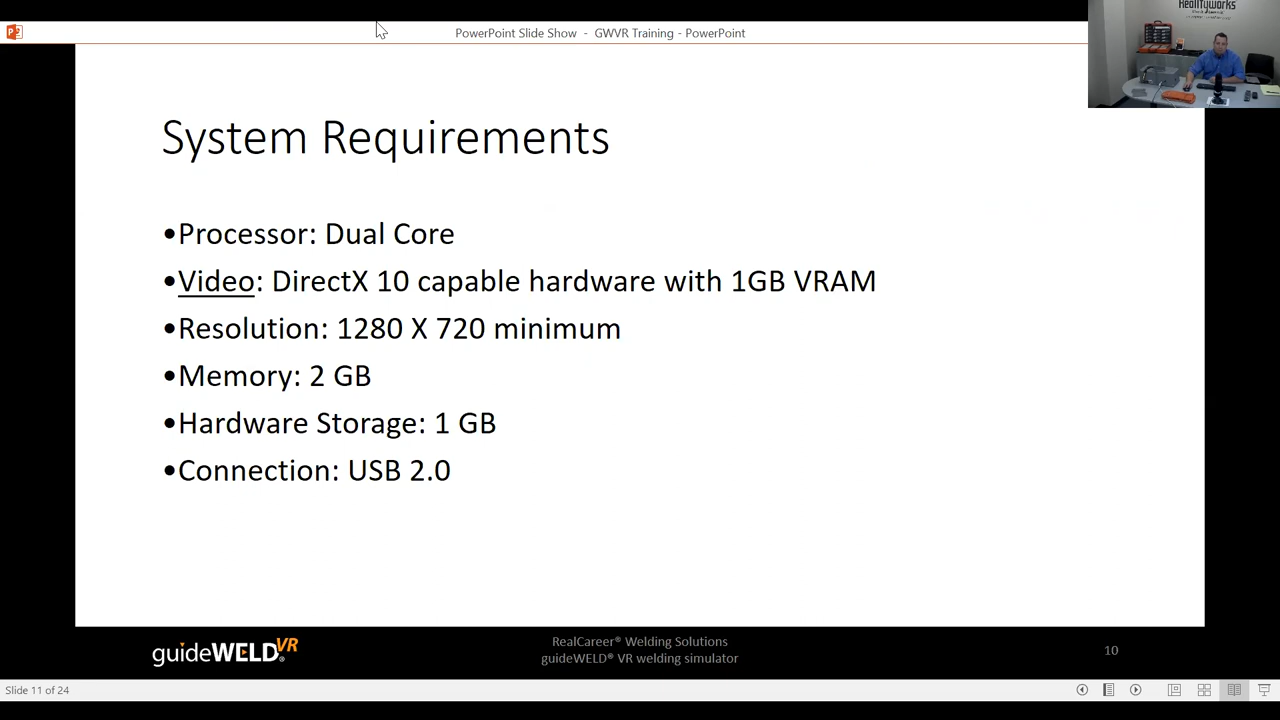 Realityworks
PowerPoint Slide Show - GWVR Training - PowerPoint
System Requirements
•Processor: Dual Core
•Video: DirectX 10 capable hardware with 1GB VRAM
•Resolution: 1280 X 720 minimum
•Memory: 2 GB
•Hardware Storage: 1 GB
•Connection: USB 2.0
guideWELD VR®
RealCareer® Welding Solutions
guideWELD® VR welding simulator
10
Slide 11 of 24